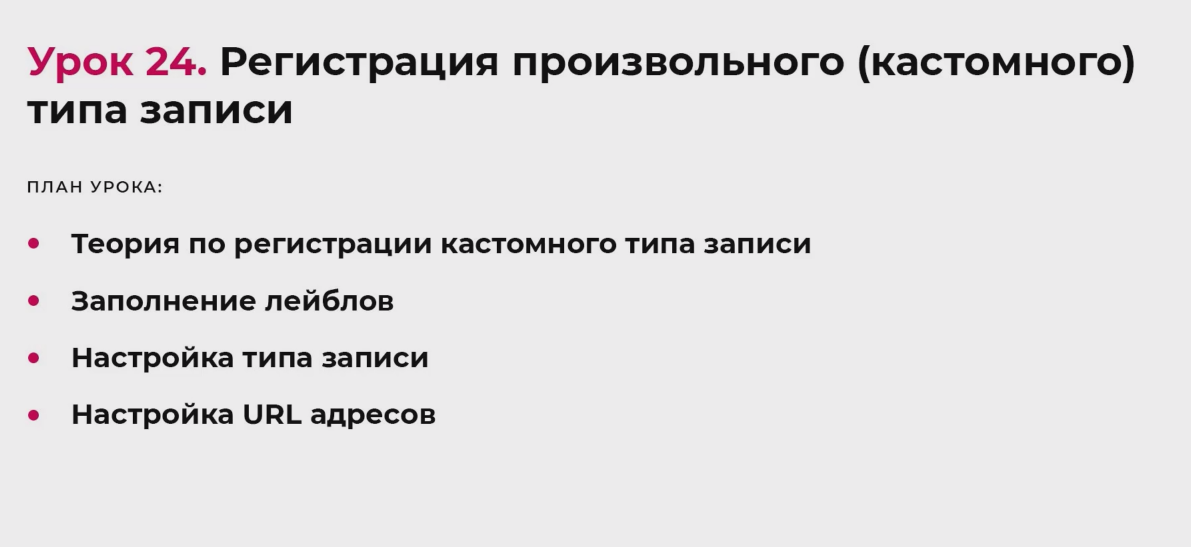 Урок 24. Регистрация произвольного (кастомного)
типа записи
ПЛАН УРОКА:
Теория по регистрации кастомного типа записи
Заполнение лейблов
Настройка типа записи
Настройка URL адресов